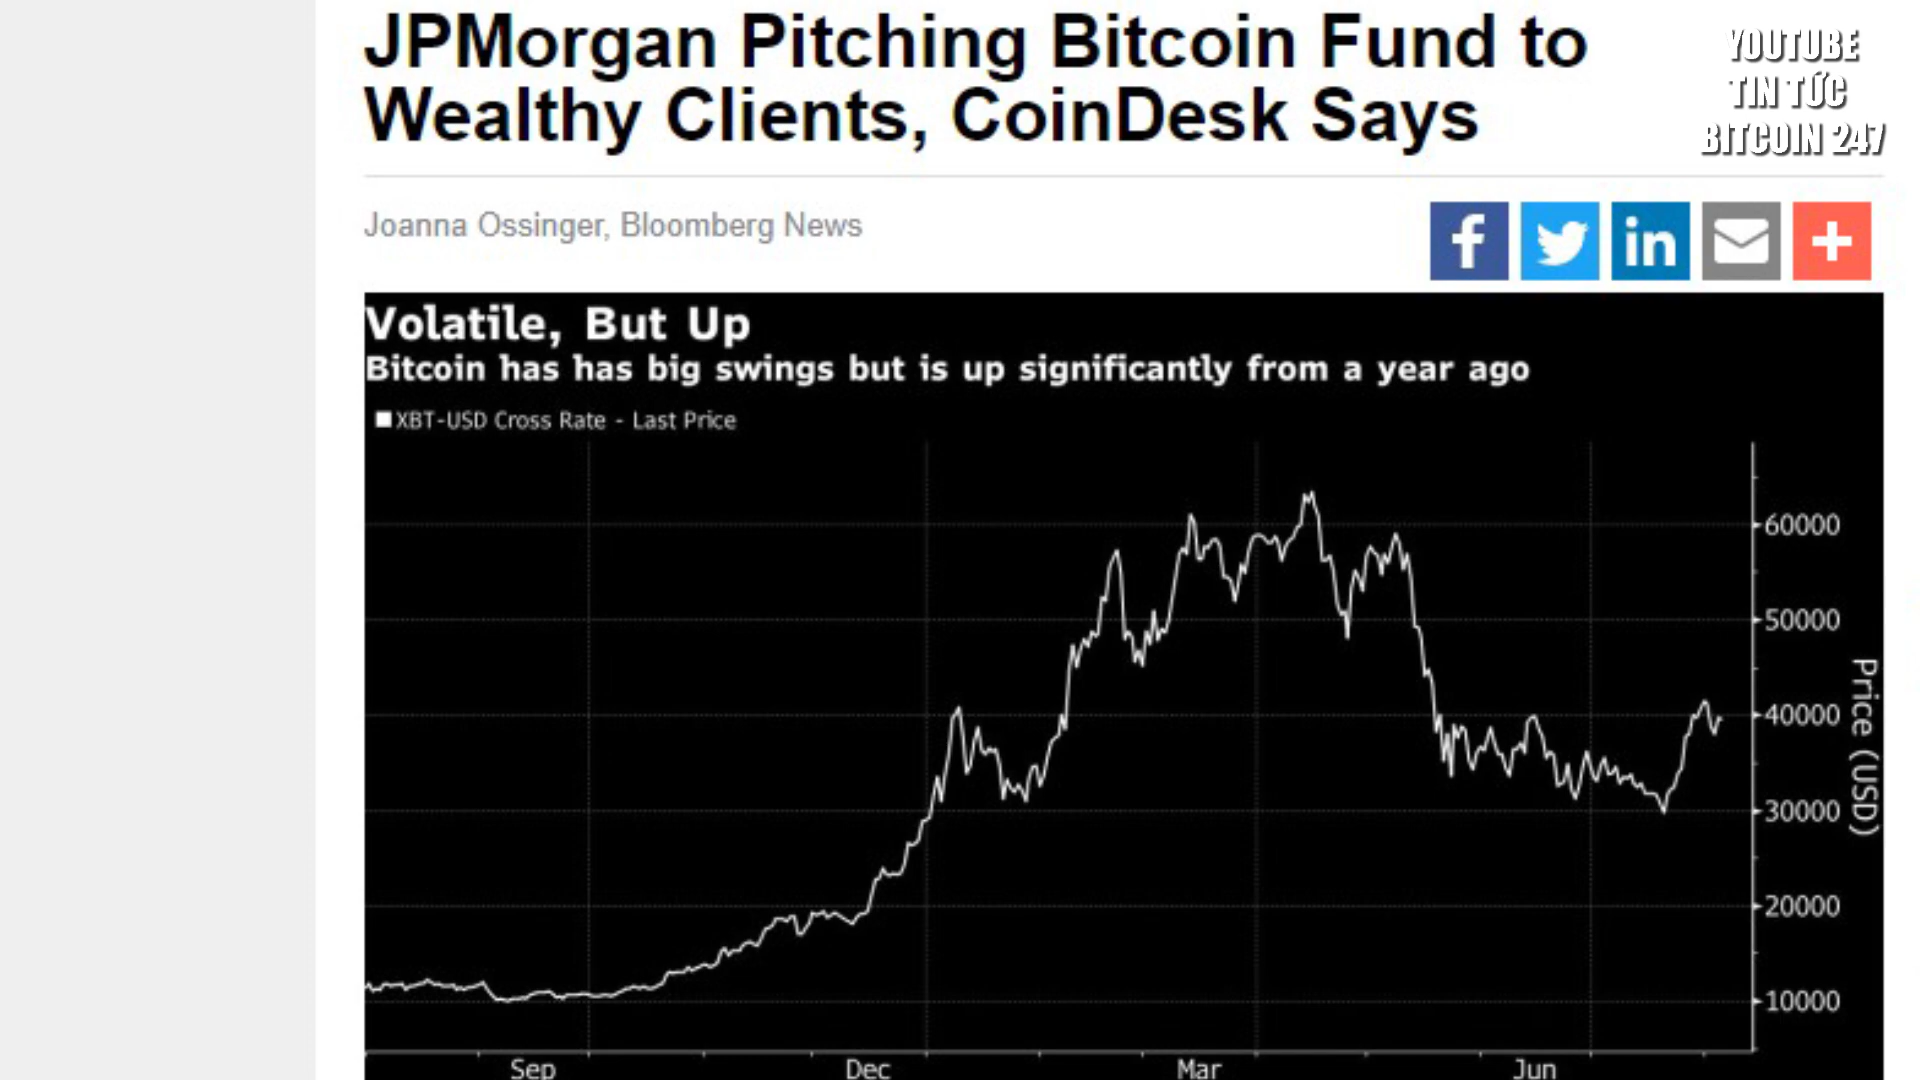 JPMorgan Pitching Bitcoin Fund to
Wealthy Clients, CoinDesk Says
YOUTUBE
TIN TỨC
BITCOIN 247
Joanna Ossinger, Bloomberg News
f
in
Volatile, But Up
Bitcoin has has big swings but is up significantly from a year ago
XBT-USD Cross Rate - Last Price
60000
50000
40000
30000
20000
10000
Price (USD)
Sep
Dec
Mar
Jun